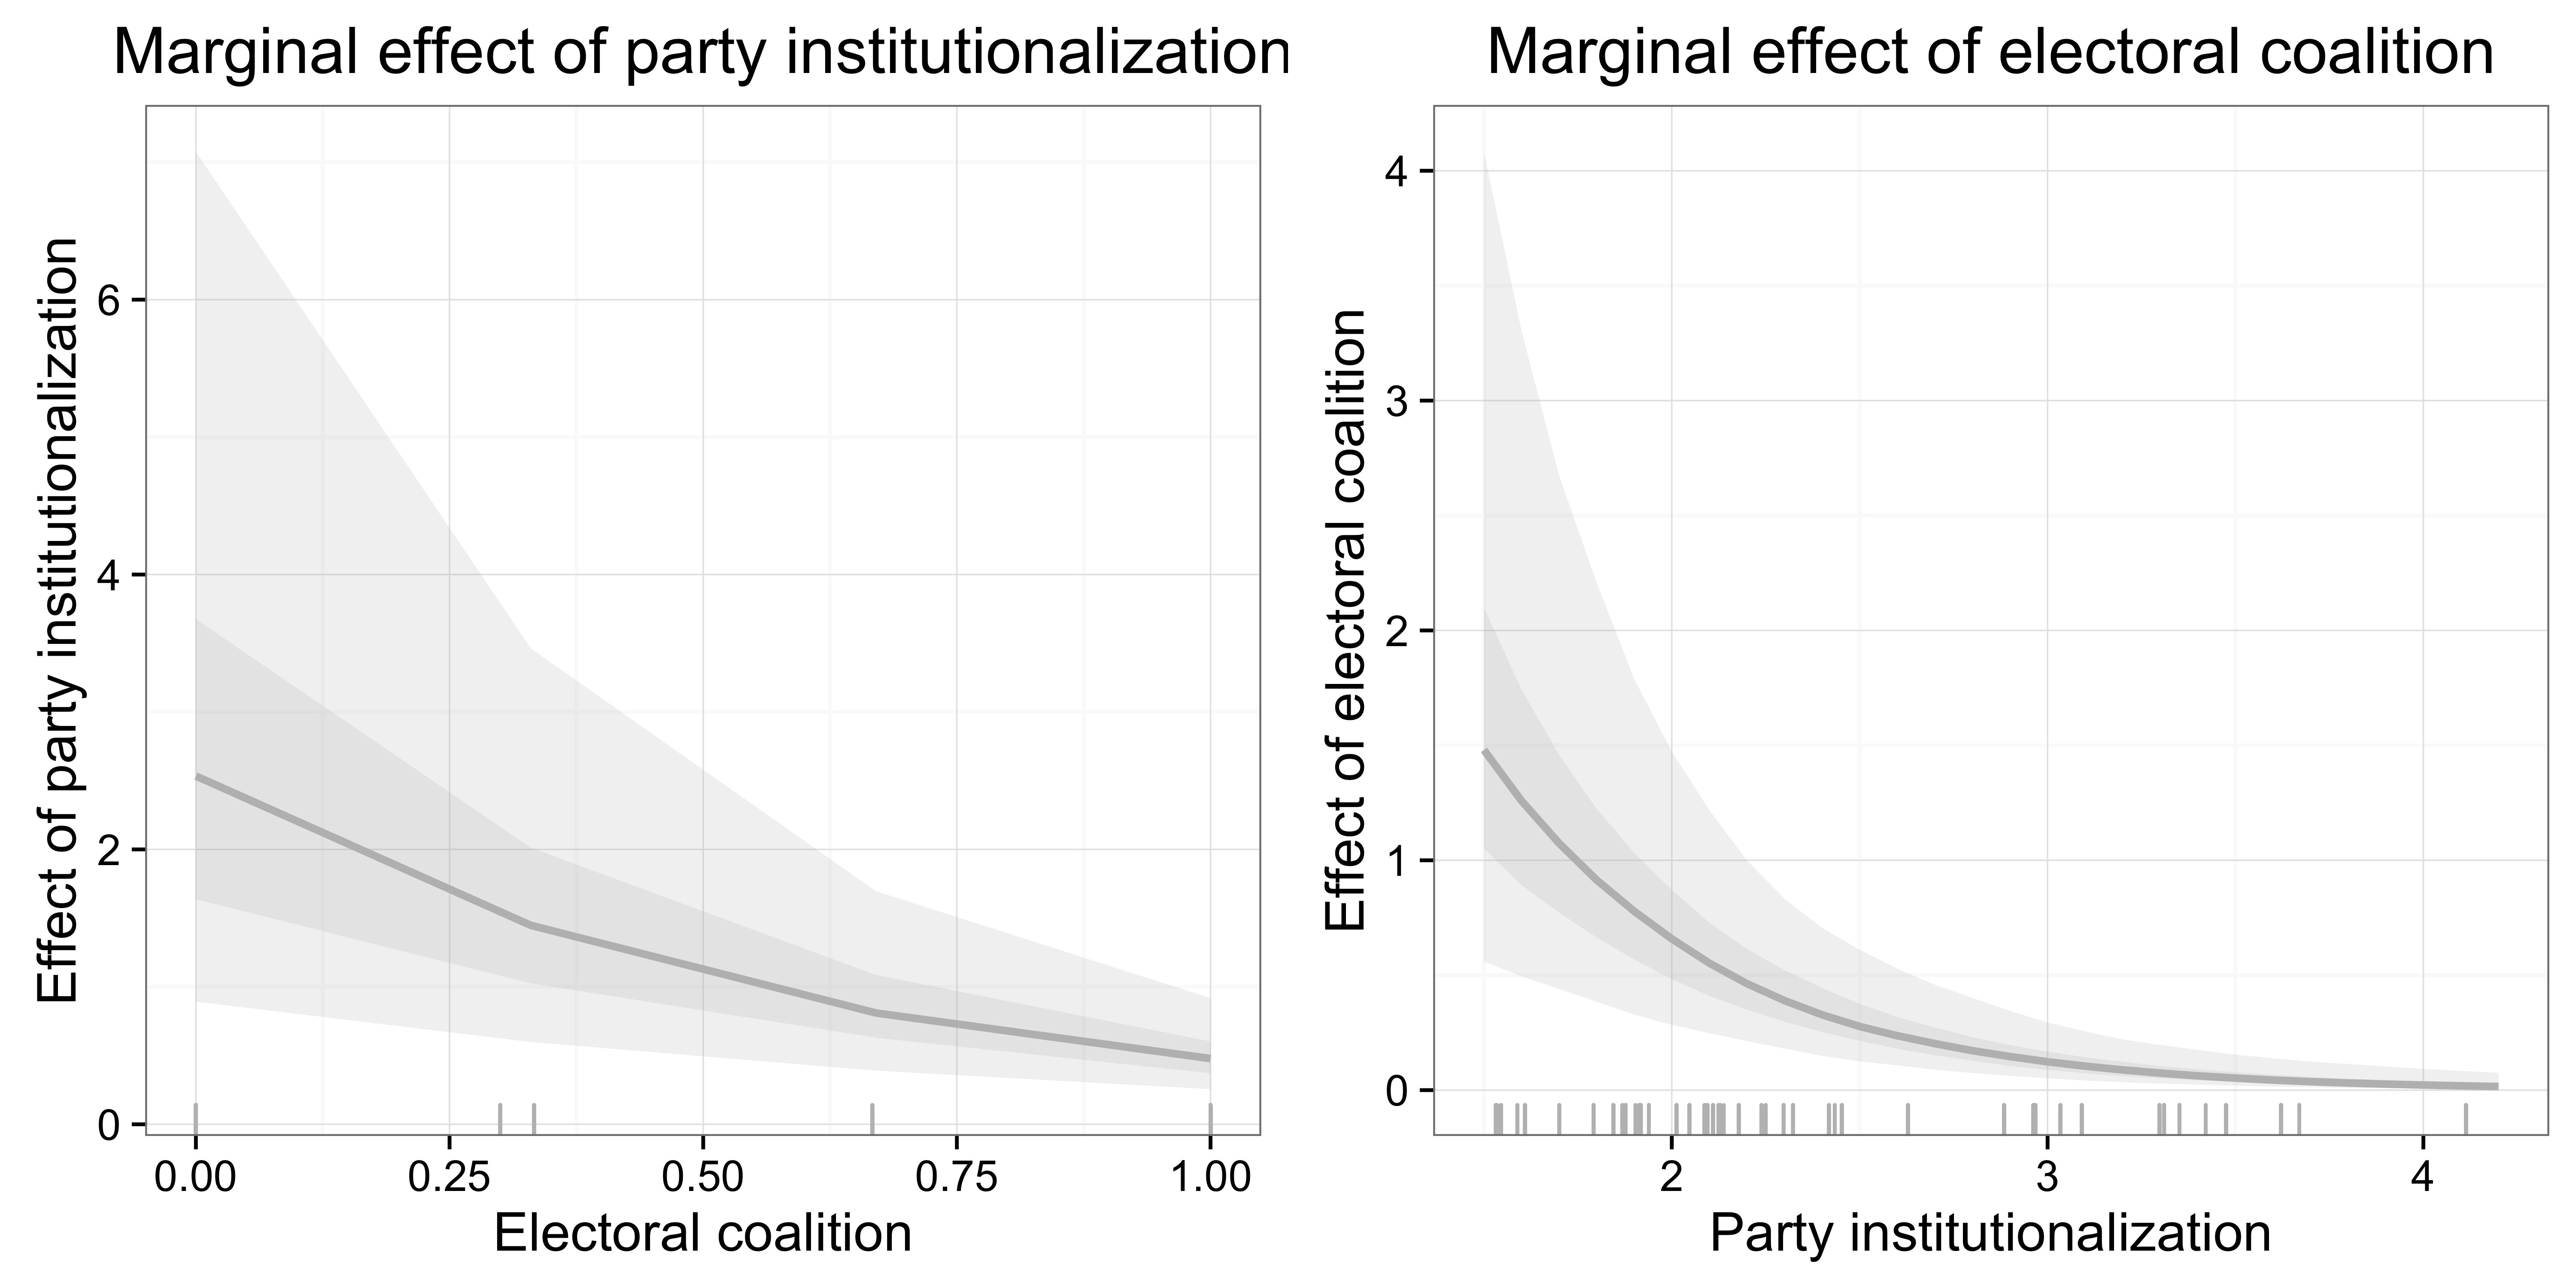 Marginal effect of party institutionalization
Effect of party institutionalization
6
4
2
0
0.00 0.25 0.50 0.75 1.00
Electoral coalition
Marginal effect of electoral coalition
Effect of electoral coalition
4
3
2
1
0
2 3 4
Party institutionalization